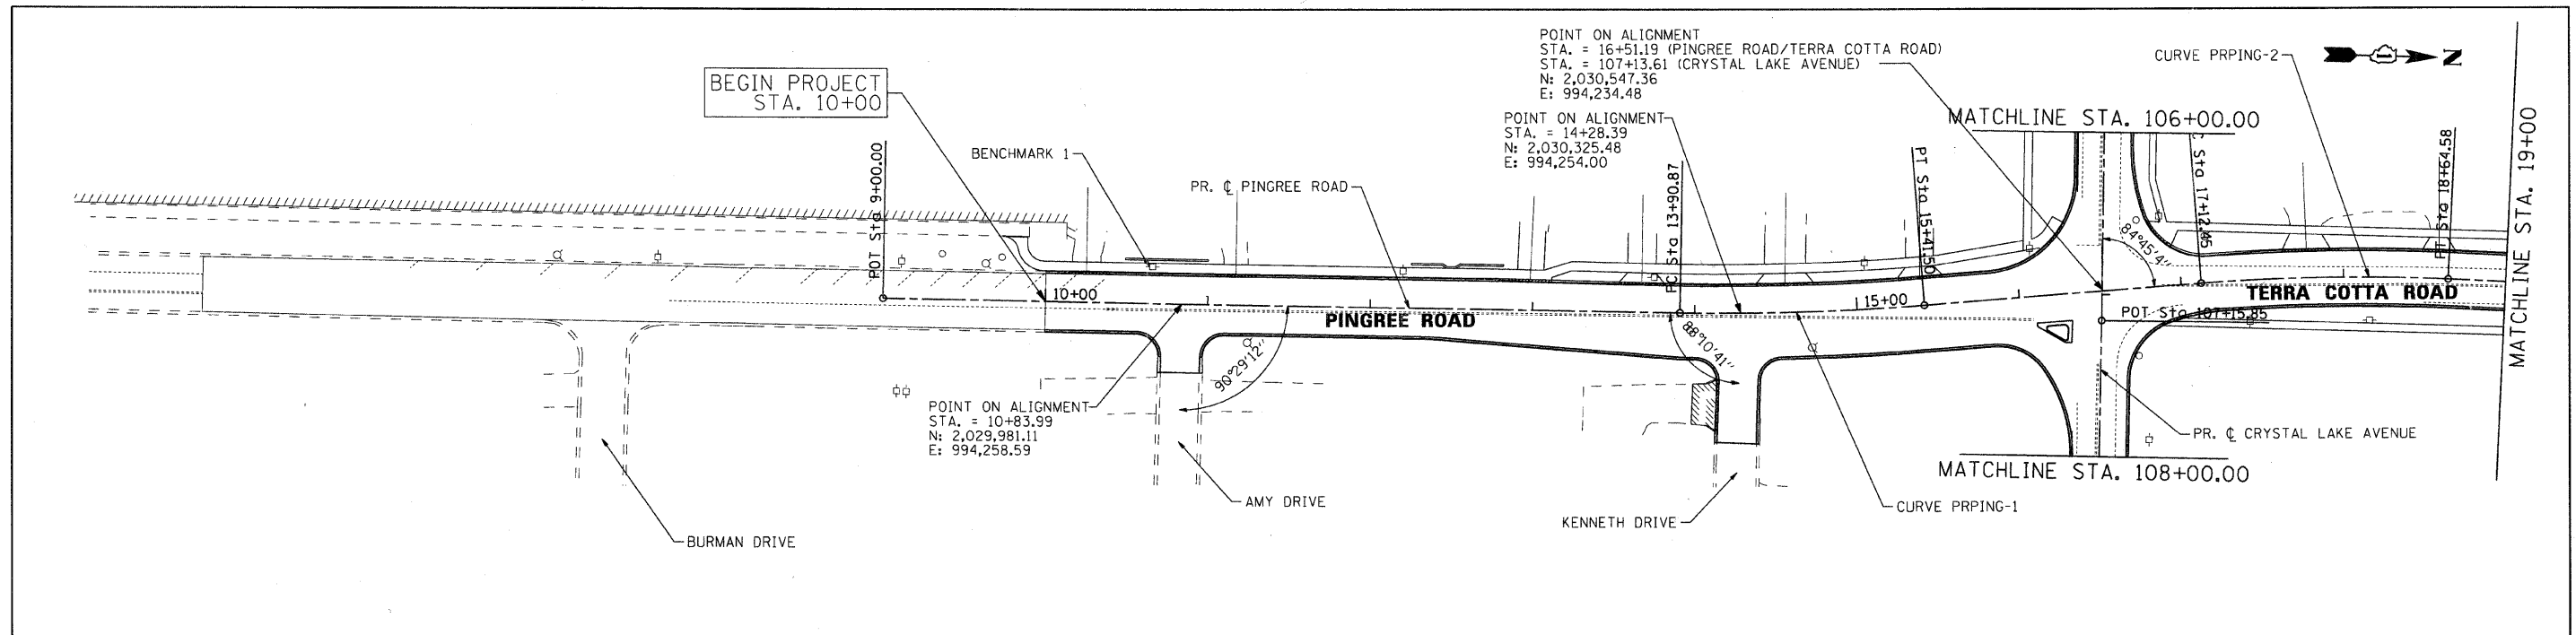 POINT ON ALIGNMENT
STA. = 16+51.19 (PINGREE ROAD/TERRA COTTA ROAD)
STA. = 107+13.61 (CRYSTAL LAKE AVENUE)
N: 2,030,547.36
E: 994,234.48
CURVE PRPING-2
N
BEGIN PROJECT
STA. 10+00
POINT ON ALIGNMENT
STA. = 14+28.39
N: 2,030,325.48
E: 994,254.00
MATCHLINE STA. 106+00.00
MATCHLINE STA. 19+00
BENCHMARK 1
PR. ℄ PINGREE ROAD
POT Sta 9+00.00
PC Sta 13+90.87
PT Sta 15+41.50
C Sta 17+12.45
PT Sta 18+64.58
84°45'4"
10+00
15+00
TERRA COTTA ROAD
PINGREE ROAD
POT Sta 107+15.85
90°29'12"
88°10'41"
POINT ON ALIGNMENT
STA. = 10+83.99
N: 2,029,981.11
E: 994,258.59
PR. ℄ CRYSTAL LAKE AVENUE
MATCHLINE STA. 108+00.00
AMY DRIVE
CURVE PRPING-1
KENNETH DRIVE
BURMAN DRIVE